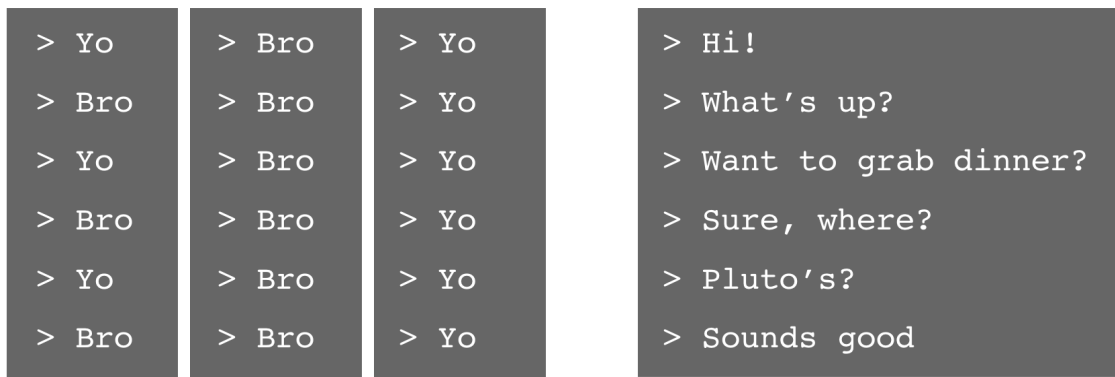 > Yo
> Bro
> Yo
> Bro
> Yo
> Bro
> Bro
> Bro
> Bro
> Bro
> Bro
> Bro
> Yo
> Yo
> Yo
> Yo
> Yo
> Yo
> Hi!
> What’s up?
> Want to grab dinner?
> Sure, where?
> Pluto’s?
> Sounds good